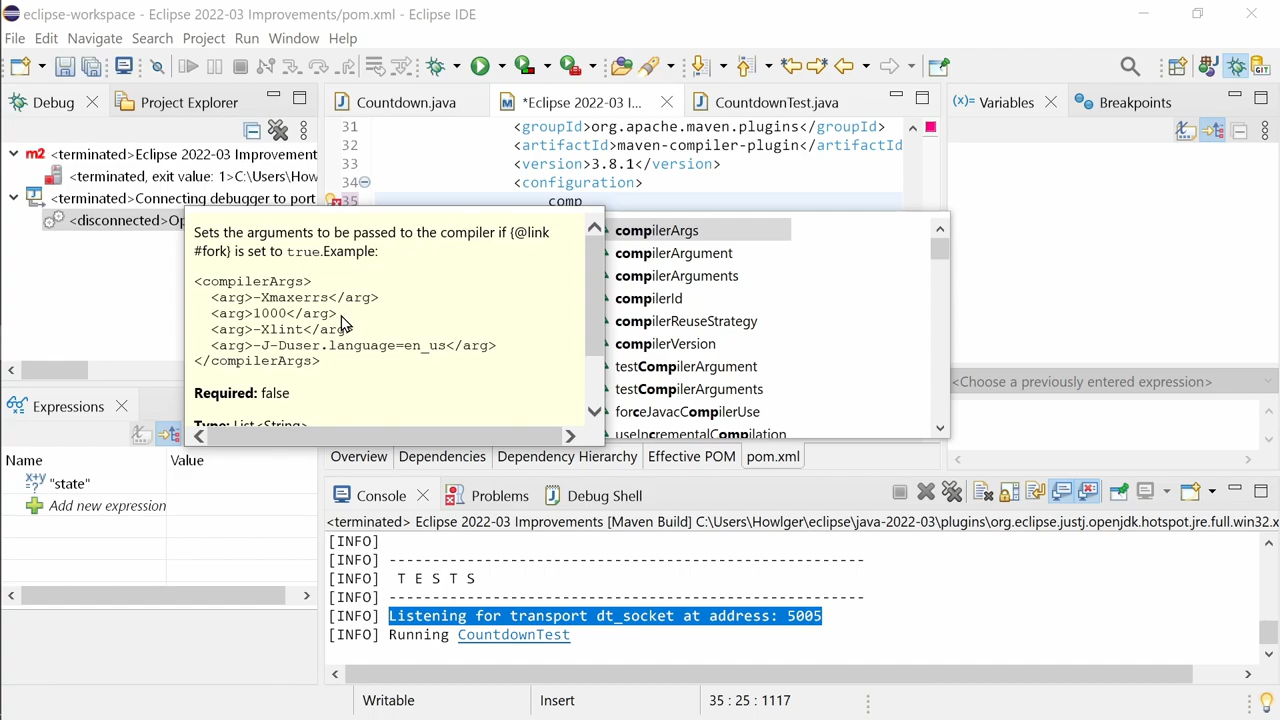 eclipse-workspace - Eclipse 2022-03 Improvements/pom.xml - Eclipse IDE
File Edit Navigate Search Project Run Window Help
Debug
Project Explorer
Countdown.java
*Eclipse 2022-03 I...
CountdownTest.java
(x)= Variables
Breakpoints
m2 <terminated>Eclipse 2022-03 Improvement
<terminated, exit value: 1>C:\Users\How
<terminated>Connecting debugger to port
<disconnected>Op
31 <groupId>org.apache.maven.plugins</groupId>
32 <artifactId>maven-compiler-plugin</artifactId
33 <version>3.8.1</version>
34 <configuration>
35 comp
Sets the arguments to be passed to the compiler if {@link
#fork} is set to true.Example:
<compilerArgs>
<arg>-Xmaxerrs</arg>
<arg>1000</arg>
<arg>-Xlint</arg>
<arg>-J-Duser.language=en_us</arg>
</compilerArgs>
Required: false
Type: List<String>
compilerArgs
compilerArgument
compilerArguments
compilerId
compilerReuseStrategy
compilerVersion
testCompilerArgument
testCompilerArguments
forceJavacCompilerUse
useIncrementalCompilation
<Choose a previously entered expression>
Expressions
Name Value
x+y=? "state"
Add new expression
Overview Dependencies Dependency Hierarchy Effective POM pom.xml
Console
Problems
Debug Shell
<terminated> Eclipse 2022-03 Improvements [Maven Build] C:\Users\Howlger\eclipse\java-2022-03\plugins\org.eclipse.justj.openjdk.hotspot.jre.full.win32.x
[INFO]
[INFO] -------------------------------------------------------
[INFO] T E S T S
[INFO] -------------------------------------------------------
[INFO] Listening for transport dt_socket at address: 5005
[INFO] Running CountdownTest
Writable Insert 35 : 25 : 1117